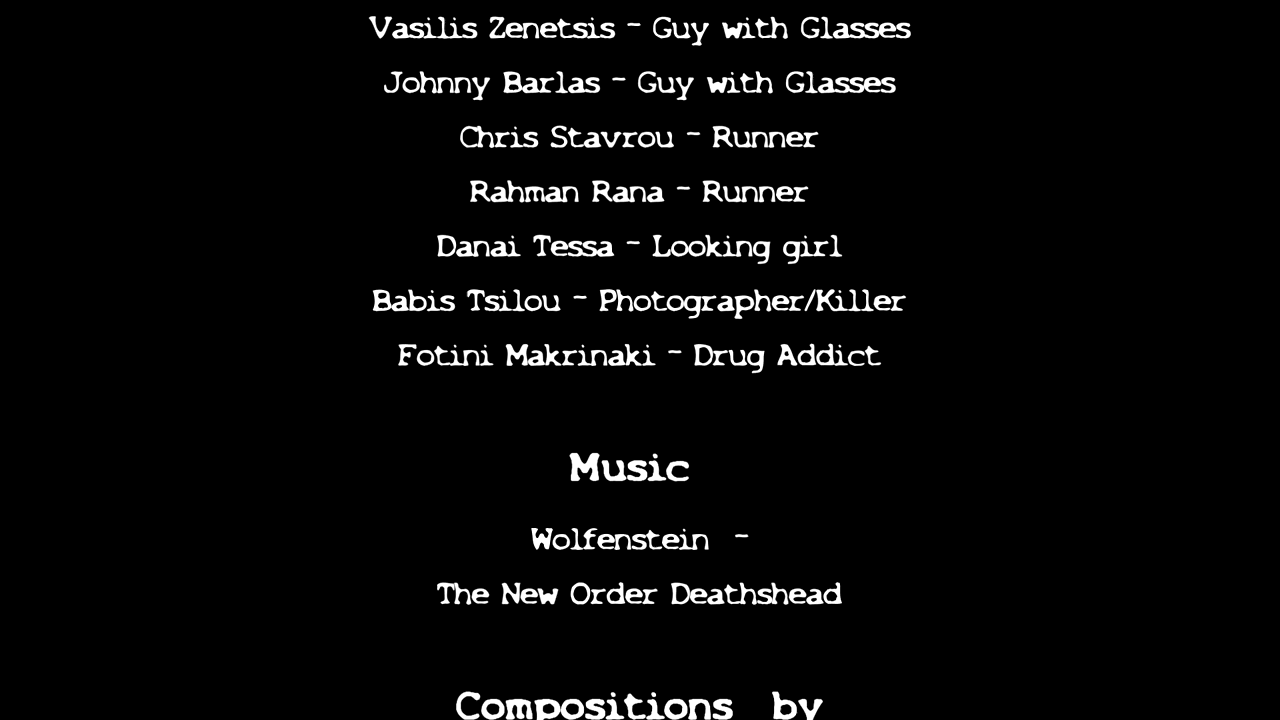 Vasilis Zenetsis - Guy with Glasses
Johnny Barlas - Guy with Glasses
Chris Stavrou - Runner
Rahman Rana - Runner
Danai Tessa - Looking girl
Babis Tsilou - Photographer/Killer
Fotini Makrinaki - Drug Addict
Music
Wolfenstein -
The New Order Deathshead
Compositions by